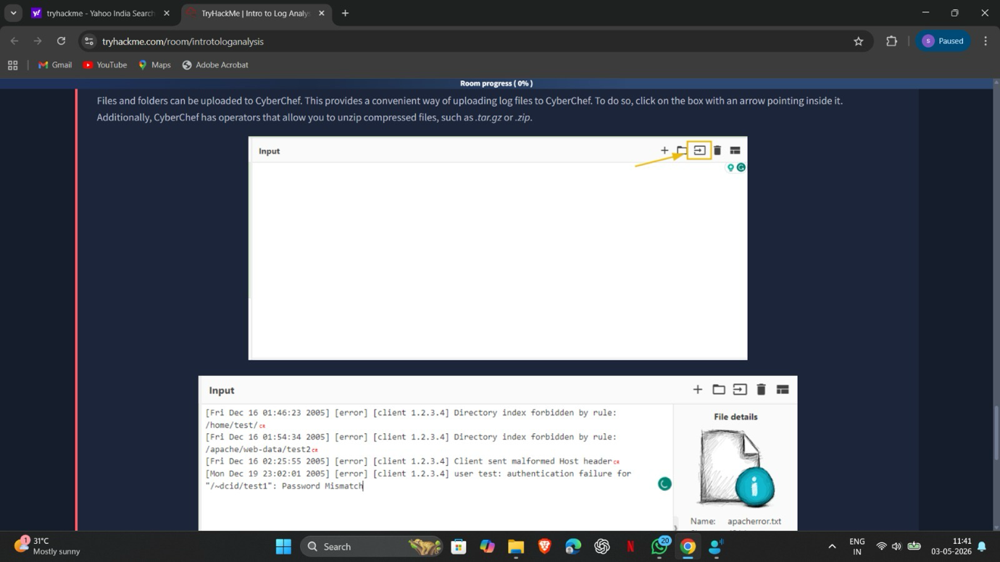 tryhackme - Yahoo India Search
TryHackMe | Intro to Log Analys
tryhackme.com/room/introtologanalysis
S Paused
Gmail
YouTube
Maps
Adobe Acrobat
Room progress ( 0% )
Files and folders can be uploaded to CyberChef. This provides a convenient way of uploading log files to CyberChef. To do so, click on the box with an arrow pointing inside it.
Additionally, CyberChef has operators that allow you to unzip compressed files, such as .tar.gz or .zip.
Input
Input
[Fri Dec 16 01:46:23 2005] [error] [client 1.2.3.4] Directory index forbidden by rule:
/home/test/CR
[Fri Dec 16 01:54:34 2005] [error] [client 1.2.3.4] Directory index forbidden by rule:
/apache/web-data/test2CR
[Fri Dec 16 02:25:55 2005] [error] [client 1.2.3.4] Client sent malformed Host headerCR
[Mon Dec 19 23:02:01 2005] [error] [client 1.2.3.4] user test: authentication failure for
"/~dcid/test1": Password Mismatch
File details
Name: apacherror.txt
1
31°C
Mostly sunny
Search
20
ENG
IN
11:41
03-05-2026